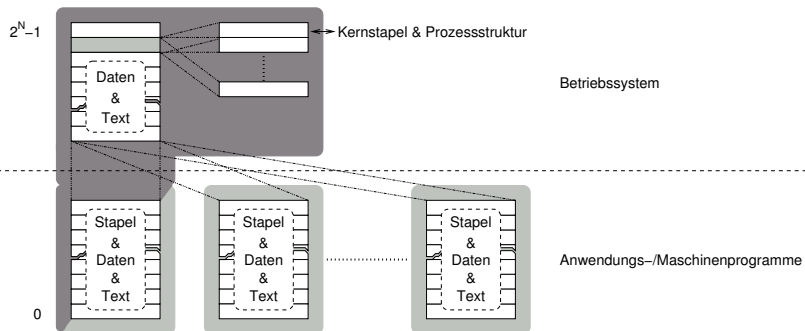 2^N−1
Kernstapel & Prozessstruktur
Daten
&
Text
Betriebssystem
Stapel
&
Daten
&
Text
Stapel
&
Daten
&
Text
Stapel
&
Daten
&
Text
Anwendungs−/Maschinenprogramme
0